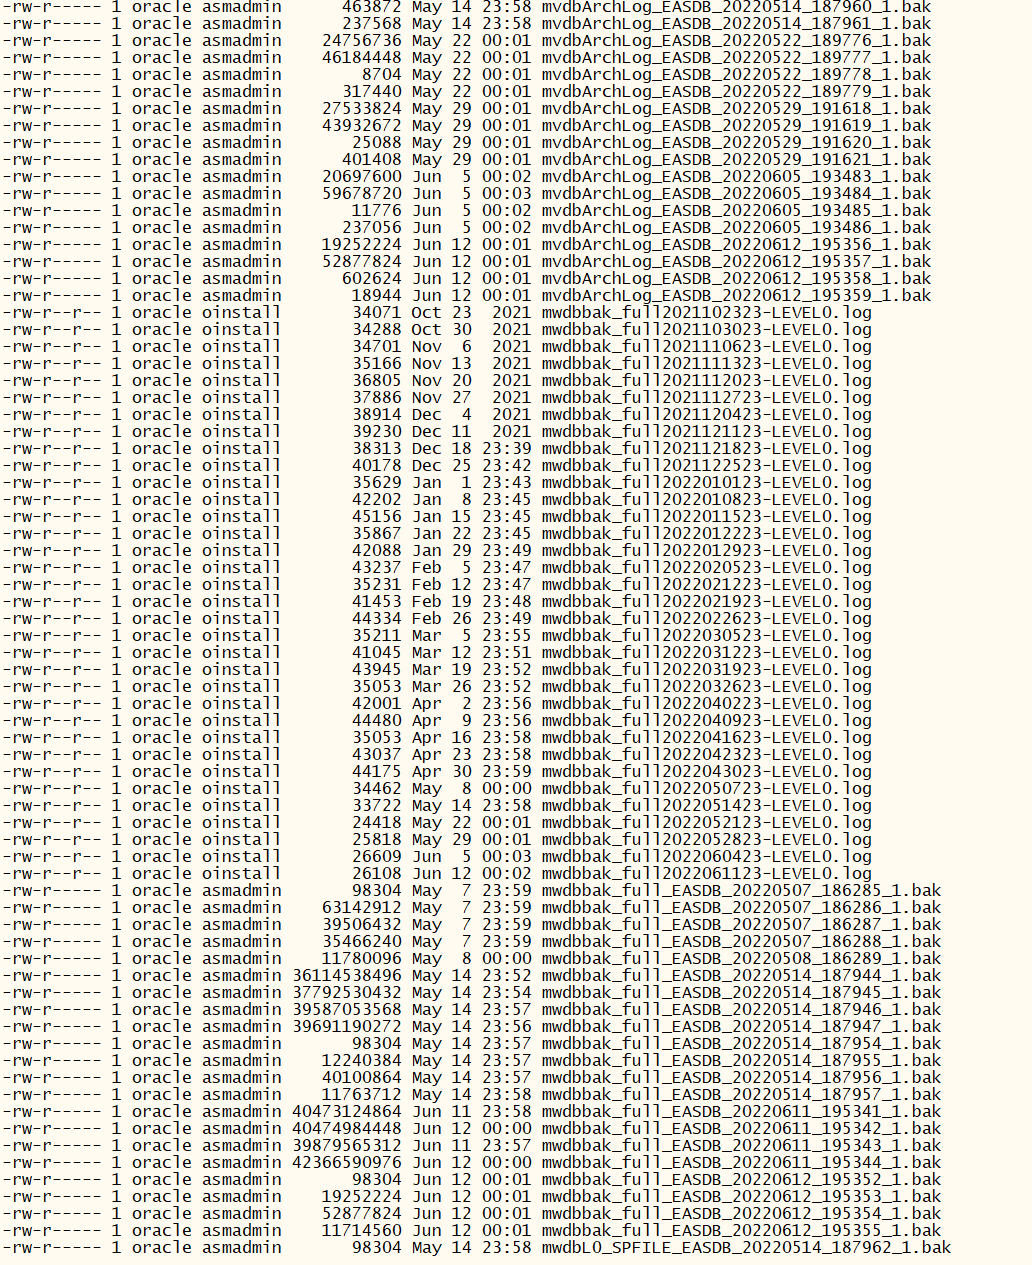 -rw-r----- 1 oracle asmadmin      463872 May 14 23:58 mvdbArchLog_EASDB_20220514_187960_1.bak
-rw-r----- 1 oracle asmadmin      237568 May 14 23:58 mvdbArchLog_EASDB_20220514_187961_1.bak
-rw-r----- 1 oracle asmadmin    24756736 May 22 00:01 mvdbArchLog_EASDB_20220522_189776_1.bak
-rw-r----- 1 oracle asmadmin    46184448 May 22 00:01 mvdbArchLog_EASDB_20220522_189777_1.bak
-rw-r----- 1 oracle asmadmin        8704 May 22 00:01 mvdbArchLog_EASDB_20220522_189778_1.bak
-rw-r----- 1 oracle asmadmin      317440 May 22 00:01 mvdbArchLog_EASDB_20220522_189779_1.bak
-rw-r----- 1 oracle asmadmin    27533824 May 29 00:01 mvdbArchLog_EASDB_20220529_191618_1.bak
-rw-r----- 1 oracle asmadmin    43932672 May 29 00:01 mvdbArchLog_EASDB_20220529_191619_1.bak
-rw-r----- 1 oracle asmadmin       25088 May 29 00:01 mvdbArchLog_EASDB_20220529_191620_1.bak
-rw-r----- 1 oracle asmadmin      401408 May 29 00:01 mvdbArchLog_EASDB_20220529_191621_1.bak
-rw-r----- 1 oracle asmadmin    20697600 Jun  5 00:02 mvdbArchLog_EASDB_20220605_193483_1.bak
-rw-r----- 1 oracle asmadmin    59678720 Jun  5 00:03 mvdbArchLog_EASDB_20220605_193484_1.bak
-rw-r----- 1 oracle asmadmin       11776 Jun  5 00:02 mvdbArchLog_EASDB_20220605_193485_1.bak
-rw-r----- 1 oracle asmadmin      237056 Jun  5 00:02 mvdbArchLog_EASDB_20220605_193486_1.bak
-rw-r----- 1 oracle asmadmin    19252224 Jun 12 00:01 mvdbArchLog_EASDB_20220612_195356_1.bak
-rw-r----- 1 oracle asmadmin    52877824 Jun 12 00:01 mvdbArchLog_EASDB_20220612_195357_1.bak
-rw-r----- 1 oracle asmadmin      602624 Jun 12 00:01 mvdbArchLog_EASDB_20220612_195358_1.bak
-rw-r----- 1 oracle asmadmin       18944 Jun 12 00:01 mvdbArchLog_EASDB_20220612_195359_1.bak
-rw-r--r-- 1 oracle oinstall       34071 Oct 23  2021 mwdbbak_full2021102323-LEVEL0.log
-rw-r--r-- 1 oracle oinstall       34288 Oct 30  2021 mwdbbak_full2021103023-LEVEL0.log
-rw-r--r-- 1 oracle oinstall       34701 Nov  6  2021 mwdbbak_full2021110623-LEVEL0.log
-rw-r--r-- 1 oracle oinstall       35166 Nov 13  2021 mwdbbak_full2021111323-LEVEL0.log
-rw-r--r-- 1 oracle oinstall       36805 Nov 20  2021 mwdbbak_full2021112023-LEVEL0.log
-rw-r--r-- 1 oracle oinstall       37886 Nov 27  2021 mwdbbak_full2021112723-LEVEL0.log
-rw-r--r-- 1 oracle oinstall       38914 Dec  4  2021 mwdbbak_full2021120423-LEVEL0.log
-rw-r--r-- 1 oracle oinstall       39230 Dec 11  2021 mwdbbak_full2021121123-LEVEL0.log
-rw-r--r-- 1 oracle oinstall       38313 Dec 18 23:39 mwdbbak_full2021121823-LEVEL0.log
-rw-r--r-- 1 oracle oinstall       40178 Dec 25 23:42 mwdbbak_full2021122523-LEVEL0.log
-rw-r--r-- 1 oracle oinstall       35629 Jan  1 23:43 mwdbbak_full2022010123-LEVEL0.log
-rw-r--r-- 1 oracle oinstall       42202 Jan  8 23:45 mwdbbak_full2022010823-LEVEL0.log
-rw-r--r-- 1 oracle oinstall       45156 Jan 15 23:45 mwdbbak_full2022011523-LEVEL0.log
-rw-r--r-- 1 oracle oinstall       35867 Jan 22 23:45 mwdbbak_full2022012223-LEVEL0.log
-rw-r--r-- 1 oracle oinstall       42088 Jan 29 23:49 mwdbbak_full2022012923-LEVEL0.log
-rw-r--r-- 1 oracle oinstall       43237 Feb  5 23:47 mwdbbak_full2022020523-LEVEL0.log
-rw-r--r-- 1 oracle oinstall       35231 Feb 12 23:47 mwdbbak_full2022021223-LEVEL0.log
-rw-r--r-- 1 oracle oinstall       41453 Feb 19 23:48 mwdbbak_full2022021923-LEVEL0.log
-rw-r--r-- 1 oracle oinstall       44334 Feb 26 23:49 mwdbbak_full2022022623-LEVEL0.log
-rw-r--r-- 1 oracle oinstall       35211 Mar  5 23:55 mwdbbak_full2022030523-LEVEL0.log
-rw-r--r-- 1 oracle oinstall       41045 Mar 12 23:51 mwdbbak_full2022031223-LEVEL0.log
-rw-r--r-- 1 oracle oinstall       43945 Mar 19 23:52 mwdbbak_full2022031923-LEVEL0.log
-rw-r--r-- 1 oracle oinstall       35053 Mar 26 23:52 mwdbbak_full2022032623-LEVEL0.log
-rw-r--r-- 1 oracle oinstall       42001 Apr  2 23:56 mwdbbak_full2022040223-LEVEL0.log
-rw-r--r-- 1 oracle oinstall       44480 Apr  9 23:56 mwdbbak_full2022040923-LEVEL0.log
-rw-r--r-- 1 oracle oinstall       35053 Apr 16 23:58 mwdbbak_full2022041623-LEVEL0.log
-rw-r--r-- 1 oracle oinstall       43037 Apr 23 23:58 mwdbbak_full2022042323-LEVEL0.log
-rw-r--r-- 1 oracle oinstall       44175 Apr 30 23:59 mwdbbak_full2022043023-LEVEL0.log
-rw-r--r-- 1 oracle oinstall       34462 May  8 00:00 mwdbbak_full2022050723-LEVEL0.log
-rw-r--r-- 1 oracle oinstall       33722 May 14 23:58 mwdbbak_full2022051423-LEVEL0.log
-rw-r--r-- 1 oracle oinstall       24418 May 22 00:01 mwdbbak_full2022052123-LEVEL0.log
-rw-r--r-- 1 oracle oinstall       25818 May 29 00:01 mwdbbak_full2022052823-LEVEL0.log
-rw-r--r-- 1 oracle oinstall       26609 Jun  5 00:03 mwdbbak_full2022060423-LEVEL0.log
-rw-r--r-- 1 oracle oinstall       26108 Jun 12 00:02 mwdbbak_full2022061123-LEVEL0.log
-rw-r----- 1 oracle asmadmin       98304 May  7 23:59 mwdbbak_full_EASDB_20220507_186285_1.bak
-rw-r----- 1 oracle asmadmin    63142912 May  7 23:59 mwdbbak_full_EASDB_20220507_186286_1.bak
-rw-r----- 1 oracle asmadmin    39506432 May  7 23:59 mwdbbak_full_EASDB_20220507_186287_1.bak
-rw-r----- 1 oracle asmadmin    35466240 May  7 23:59 mwdbbak_full_EASDB_20220507_186288_1.bak
-rw-r----- 1 oracle asmadmin    11780096 May  8 00:00 mwdbbak_full_EASDB_20220508_186289_1.bak
-rw-r----- 1 oracle asmadmin 36114538496 May 14 23:52 mwdbbak_full_EASDB_20220514_187944_1.bak
-rw-r----- 1 oracle asmadmin 37792530432 May 14 23:54 mwdbbak_full_EASDB_20220514_187945_1.bak
-rw-r----- 1 oracle asmadmin 39587053568 May 14 23:57 mwdbbak_full_EASDB_20220514_187946_1.bak
-rw-r----- 1 oracle asmadmin 39691190272 May 14 23:56 mwdbbak_full_EASDB_20220514_187947_1.bak
-rw-r----- 1 oracle asmadmin       98304 May 14 23:57 mwdbbak_full_EASDB_20220514_187954_1.bak
-rw-r----- 1 oracle asmadmin    12240384 May 14 23:57 mwdbbak_full_EASDB_20220514_187955_1.bak
-rw-r----- 1 oracle asmadmin    40100864 May 14 23:57 mwdbbak_full_EASDB_20220514_187956_1.bak
-rw-r----- 1 oracle asmadmin    11763712 May 14 23:58 mwdbbak_full_EASDB_20220514_187957_1.bak
-rw-r----- 1 oracle asmadmin 40473124864 Jun 11 23:58 mwdbbak_full_EASDB_20220611_195341_1.bak
-rw-r----- 1 oracle asmadmin 40474984448 Jun 12 00:00 mwdbbak_full_EASDB_20220611_195342_1.bak
-rw-r----- 1 oracle asmadmin 39879565312 Jun 11 23:57 mwdbbak_full_EASDB_20220611_195343_1.bak
-rw-r----- 1 oracle asmadmin 42366590976 Jun 12 00:00 mwdbbak_full_EASDB_20220611_195344_1.bak
-rw-r----- 1 oracle asmadmin       98304 Jun 12 00:01 mwdbbak_full_EASDB_20220612_195352_1.bak
-rw-r----- 1 oracle asmadmin    19252224 Jun 12 00:01 mwdbbak_full_EASDB_20220612_195353_1.bak
-rw-r----- 1 oracle asmadmin    52877824 Jun 12 00:01 mwdbbak_full_EASDB_20220612_195354_1.bak
-rw-r----- 1 oracle asmadmin    11714560 Jun 12 00:01 mwdbbak_full_EASDB_20220612_195355_1.bak
-rw-r----- 1 oracle asmadmin       98304 May 14 23:58 mwdbL0_SPFILE_EASDB_20220514_187962_1.bak